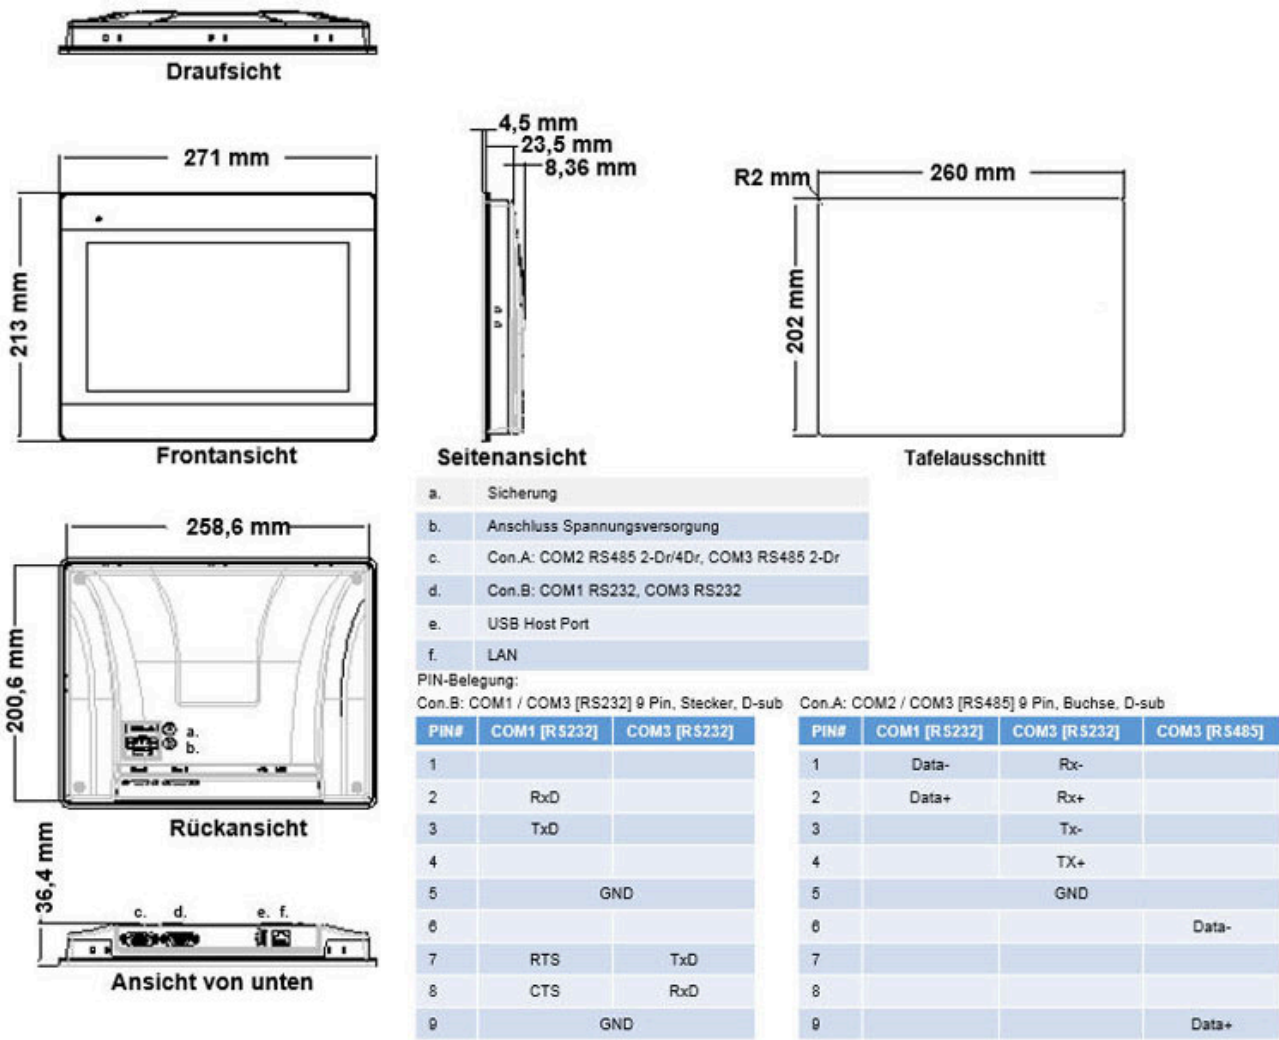 Draufsicht
271 mm
213 mm
Frontansicht
4,5 mm
23,5 mm
8,36 mm
Seitenansicht
R2 mm
260 mm
202 mm
Tafelausschnitt
258,6 mm
200,6 mm
a.
b.
Rückansicht
36,4 mm
c. d. e. f.
Ansicht von unten
a. Sicherung
b. Anschluss Spannungsversorgung
c. Con.A: COM2 RS485 2-Dr/4Dr, COM3 RS485 2-Dr
d. Con.B: COM1 RS232, COM3 RS232
e. USB Host Port
f. LAN
PIN-Belegung:
Con.B: COM1 / COM3 [RS232] 9 Pin, Stecker, D-sub
PIN# COM1 [RS232] COM3 [RS232]
1
2 RxD
3 TxD
4
5 GND
6
7 RTS TxD
8 CTS RxD
9 GND
Con.A: COM2 / COM3 [RS485] 9 Pin, Buchse, D-sub
PIN# COM1 [RS232] COM3 [RS232] COM3 [RS485]
1 Data- Rx-
2 Data+ Rx+
3 Tx-
4 TX+
5 GND
6 Data-
7
8
9 Data+